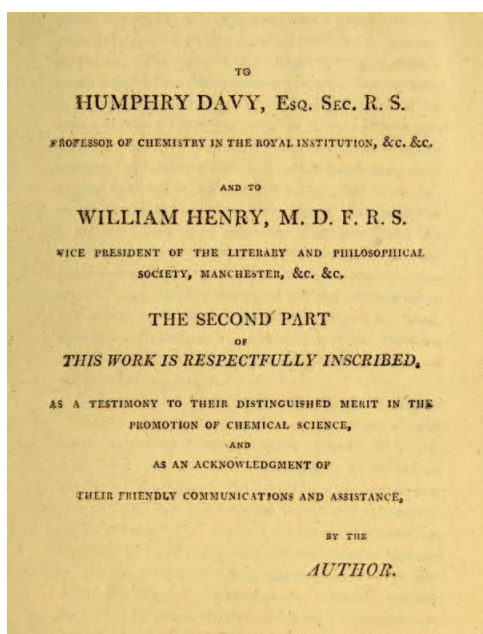 TO
HUMPHRY DAVY, Esq. Sec. R. S.
PROFESSOR OF CHEMISTRY IN THE ROYAL INSTITUTION, &c. &c.
AND TO
WILLIAM HENRY, M. D. F. R. S.
VICE PRESIDENT OF THE LITERARY AND PHILOSOPHICAL
SOCIETY, MANCHESTER, &c. &c.
THE SECOND PART
OF
THIS WORK IS RESPECTFULLY INSCRIBED,
AS A TESTIMONY TO THEIR DISTINGUISHED MERIT IN THE
PROMOTION OF CHEMICAL SCIENCE,
AND
AS AN ACKNOWLEDGMENT OF
THEIR FRIENDLY COMMUNICATIONS AND ASSISTANCE,
BY THE
AUTHOR.